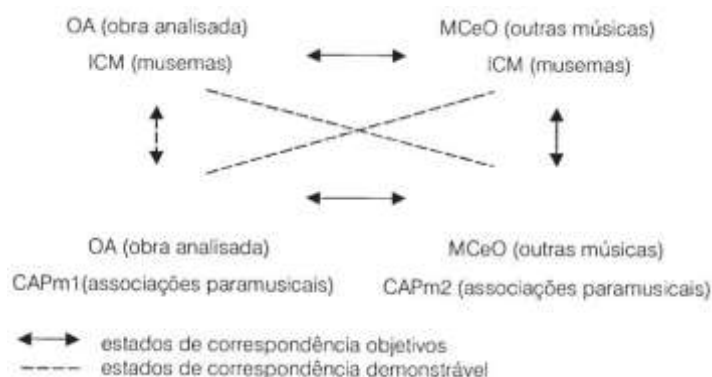 OA (obra analisada) MCeO (outras músicas)
ICM (musemas) ICM (musemas)
OA (obra analisada) MCeO (outras músicas)
CAPm1(associações paramusicais) CAPm2 (associações paramusicais)
estados de correspondência objetivos
estados de correspondência demonstrável